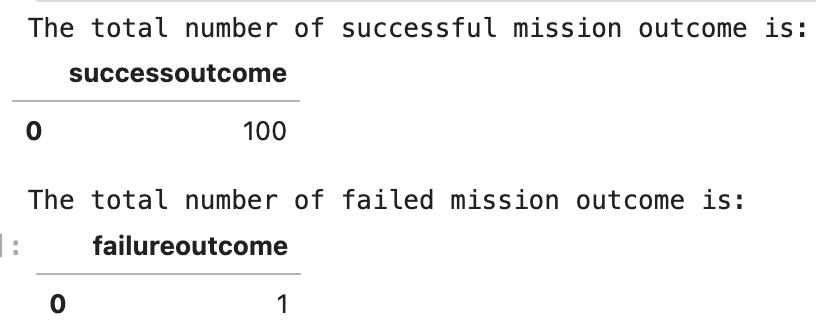 The total number of successful mission outcome is:
successoutcome
0 100
The total number of failed mission outcome is:
: failureoutcome
0 1